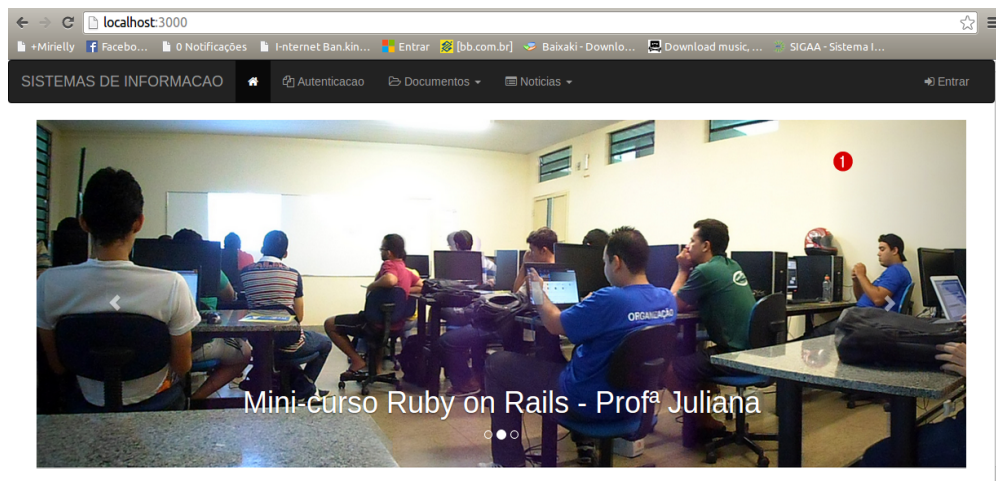 localhost:3000
+Mirielly Facebo... 0 Notificações I-nternet Ban.kin... Entrar [bb.com.br] Baixaki - Downlo... Download music, ... SIGAA - Sistema I...
SISTEMAS DE INFORMACAO Autenticacao Documentos Noticias Entrar
1
ORGANIZAÇÃO
Mini-curso Ruby on Rails - Profª Juliana